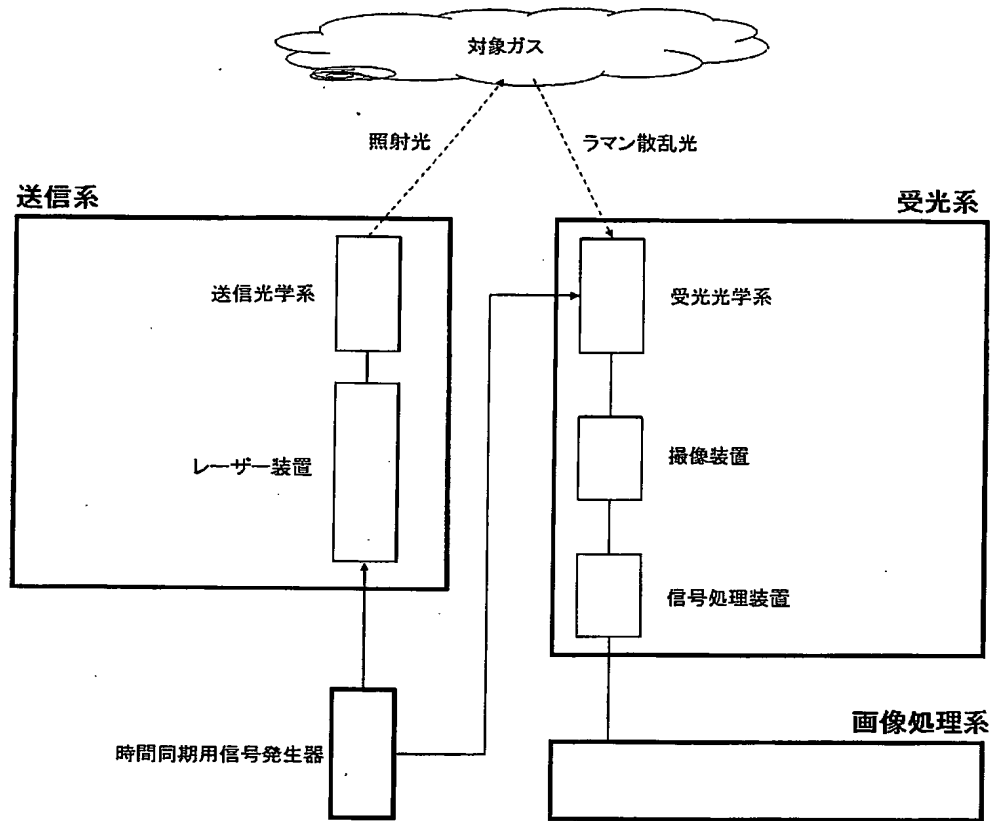 対象ガス
照射光
ラマン散乱光
送信系
受光系
送信光学系
受光光学系
レーザー装置
撮像装置
信号処理装置
時間同期用信号発生器
画像処理系